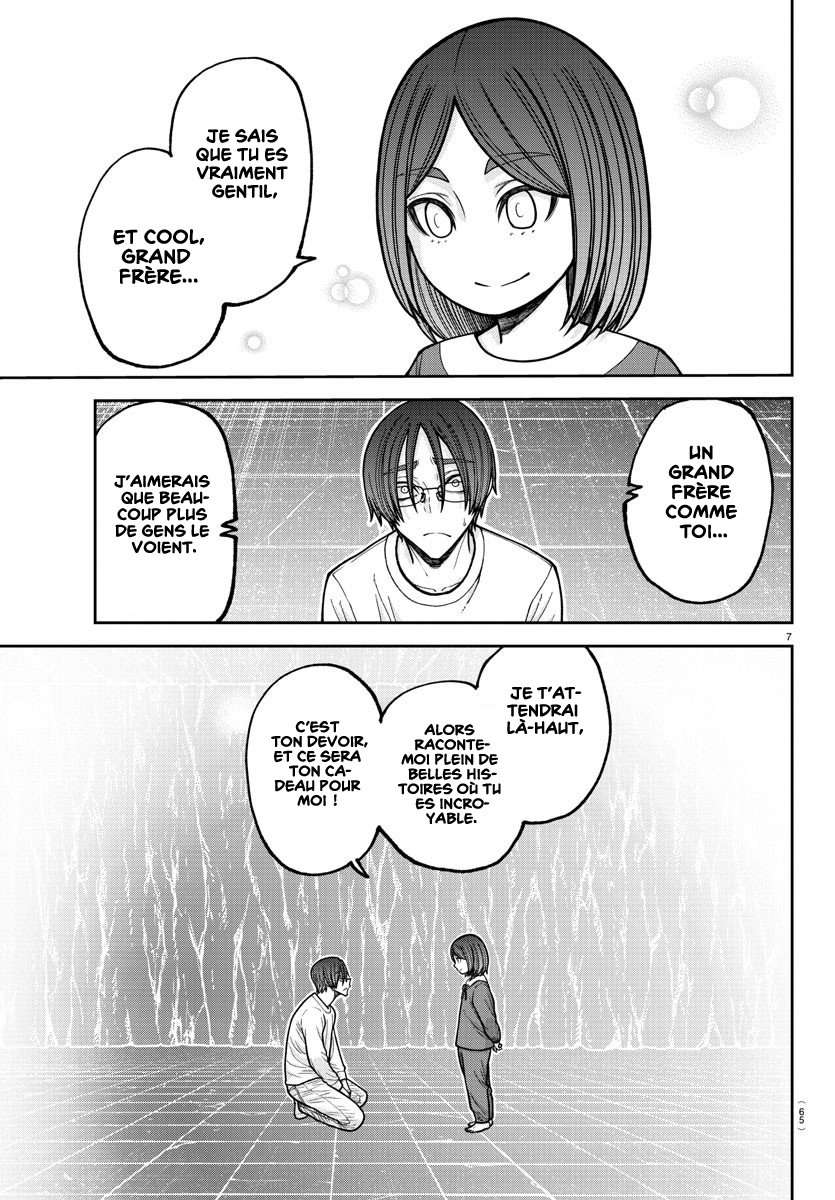 JE SAIS
QUE TU ES
VRAIMENT
GENTIL,
ET COOL,
GRAND
FRÈRE...
UN
GRAND
FRÈRE
COMME
TOI...
J'AIMERAIS
QUE BEAU-
COUP PLUS
DE GENS LE
VOIENT.
7
JE T'AT-
TENDRAI
LÀ-HAUT,
ALORS
RACONTE-
MOI PLEIN DE
BELLES HIS-
TOIRES OÙ TU
ES INCRO-
YABLE.
C'EST
TON DEVOIR,
ET CE SERA
TON CA-
DEAU POUR
MOI !
(65)